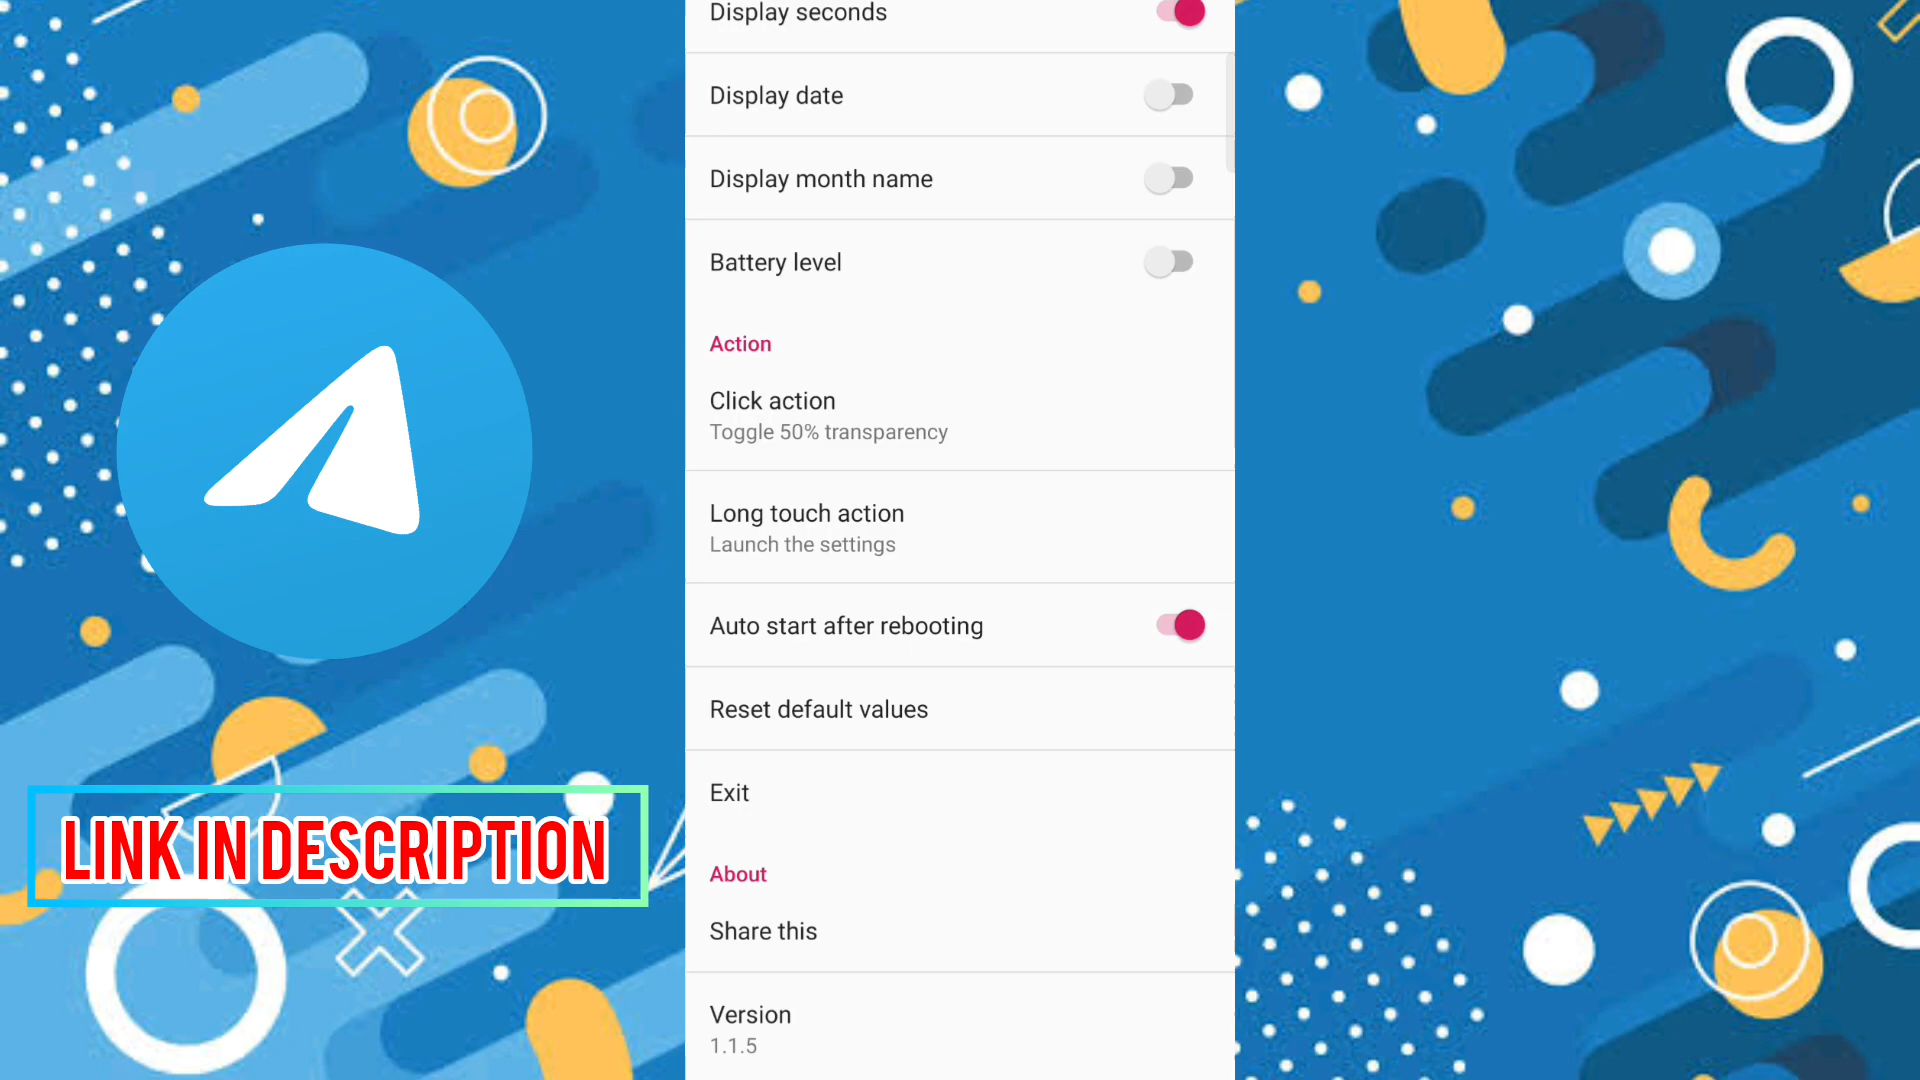 Display seconds
Display date
Display month name
Battery level
Action
Click action
Toggle 50% transparency
Long touch action
Launch the settings
Auto start after rebooting
Reset default values
Exit
About
Share this
Version
1.1.5
LINK IN DESCRIPTION